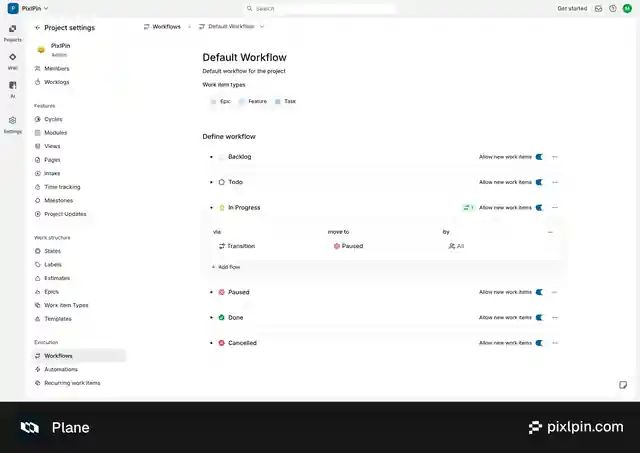 PixlPin
Search
Get started
M
Projects
Wiki
AI
Settings
Project settings
PixlPin
Admin
Members
Worklogs
Features
Cycles
Modules
Views
Pages
Intake
Time tracking
Milestones
Project Updates
Work structure
States
Labels
Estimates
Epics
Work item Types
Templates
Execution
Workflows
Automations
Recurring work items
Workflows
Default Workflow
Default Workflow
Default workflow for the project
Work item types
Epic Feature Task
Define workflow
Backlog Allow new work items
Todo Allow new work items
In Progress 1 Allow new work items
via move to by
Transition Paused All
+ Add flow
Paused Allow new work items
Done Allow new work items
Cancelled Allow new work items
Plane
pixlpin.com